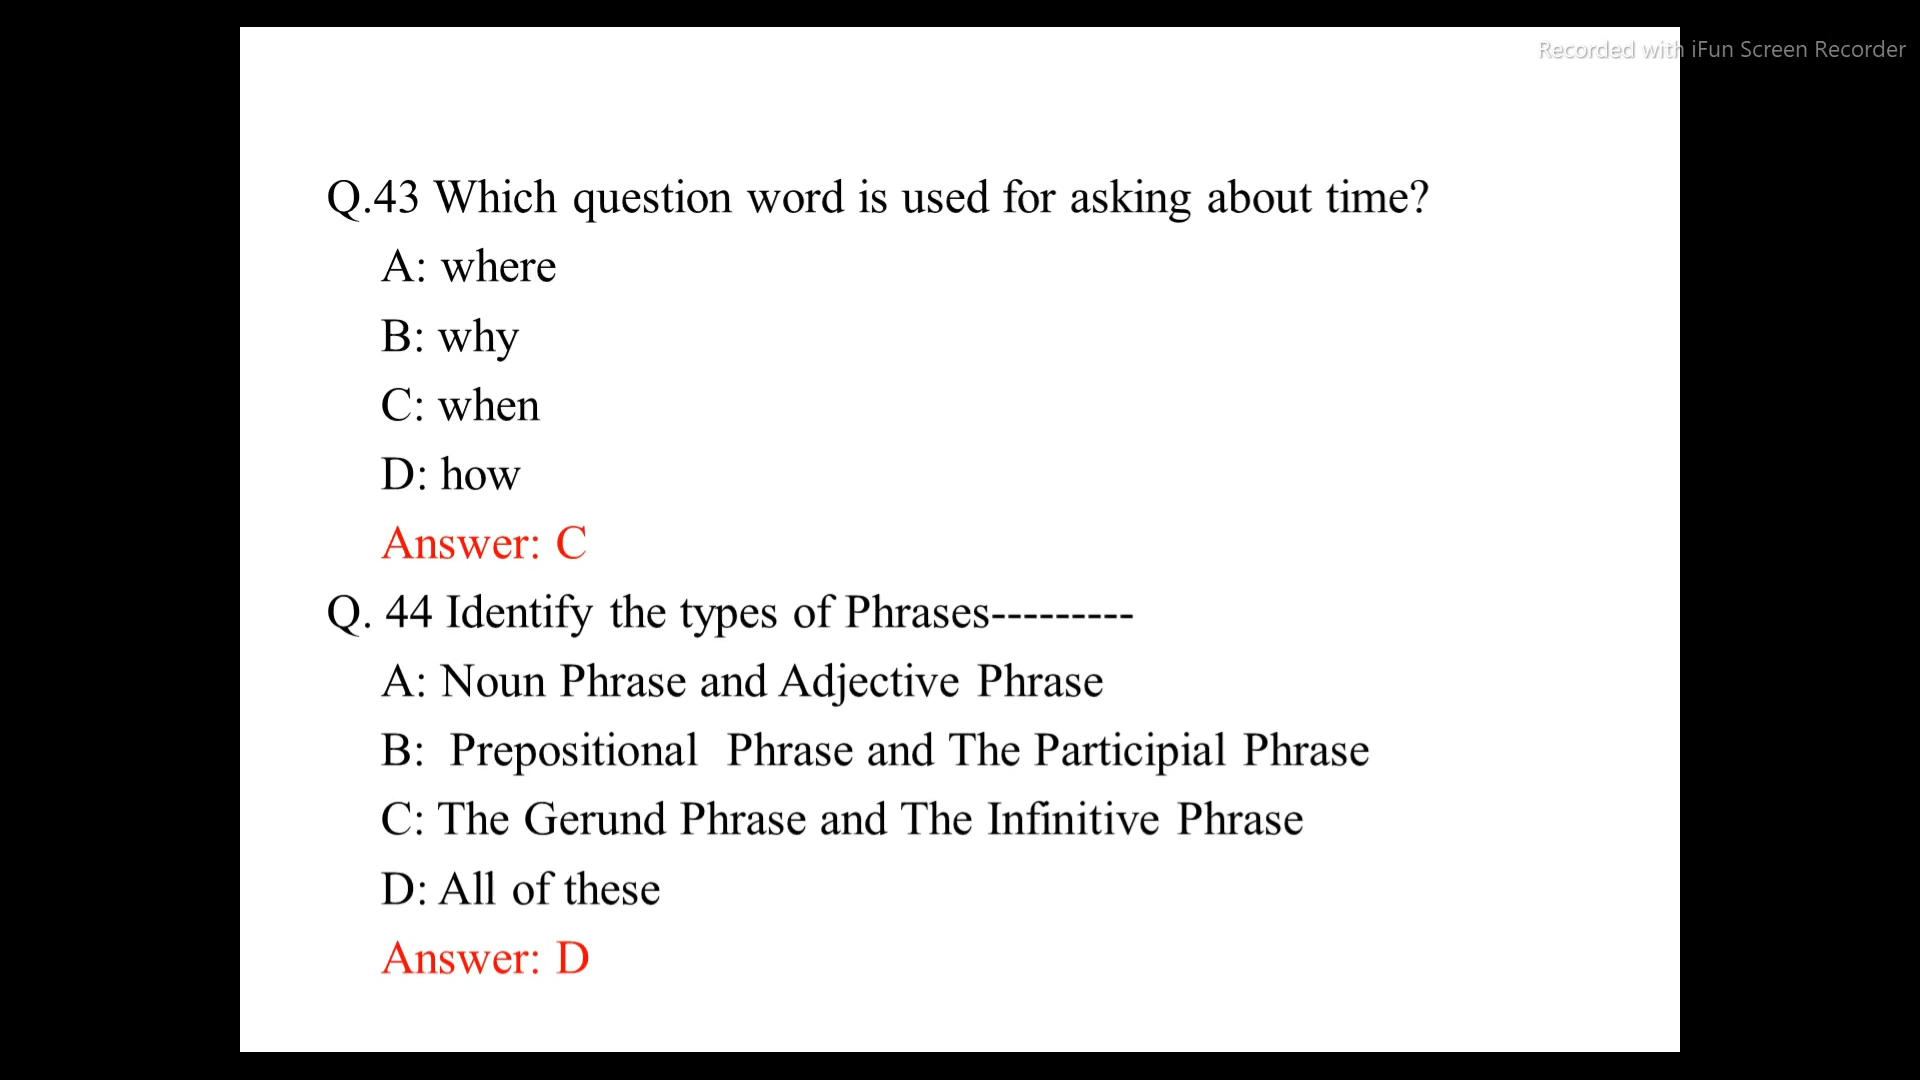 Recorded with iFun Screen Recorder
Q.43 Which question word is used for asking about time?
A: where
B: why
C: when
D: how
Answer: C
Q. 44 Identify the types of Phrases---------
A: Noun Phrase and Adjective Phrase
B: Prepositional Phrase and The Participial Phrase
C: The Gerund Phrase and The Infinitive Phrase
D: All of these
Answer: D